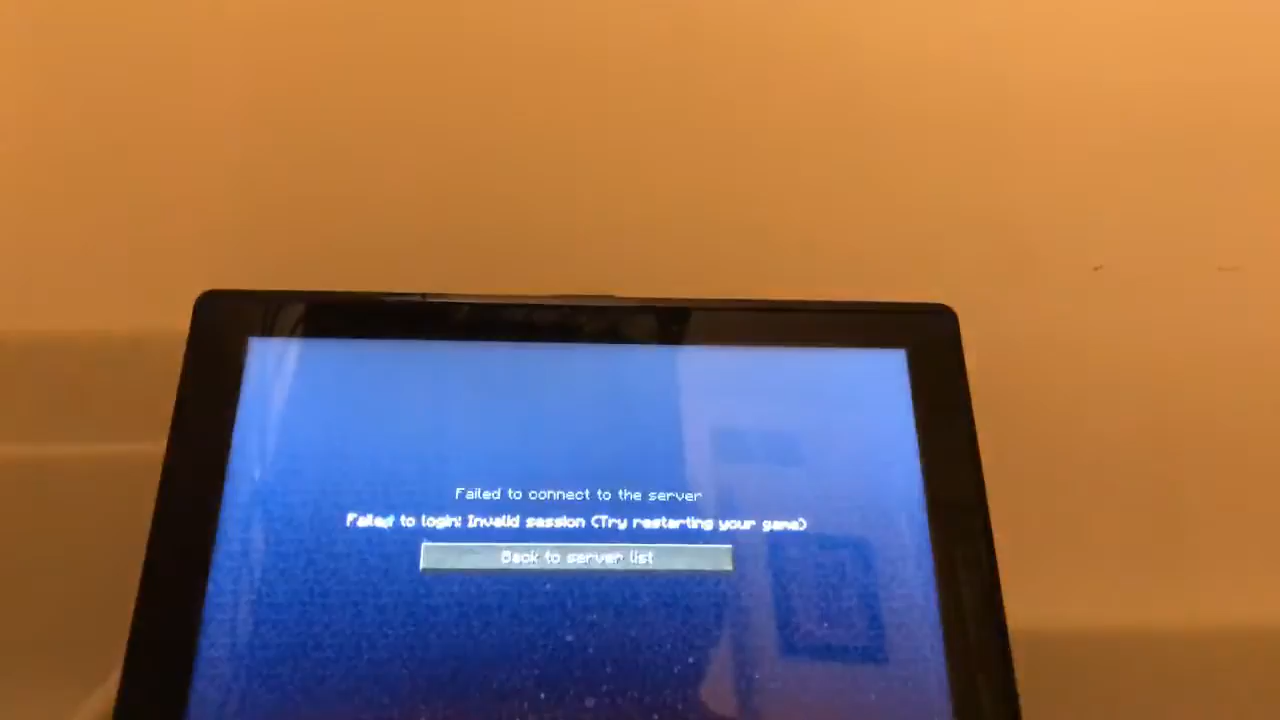 Failed to connect to the server
Failed to login: Invalid session (Try restarting your game)
Back to server list